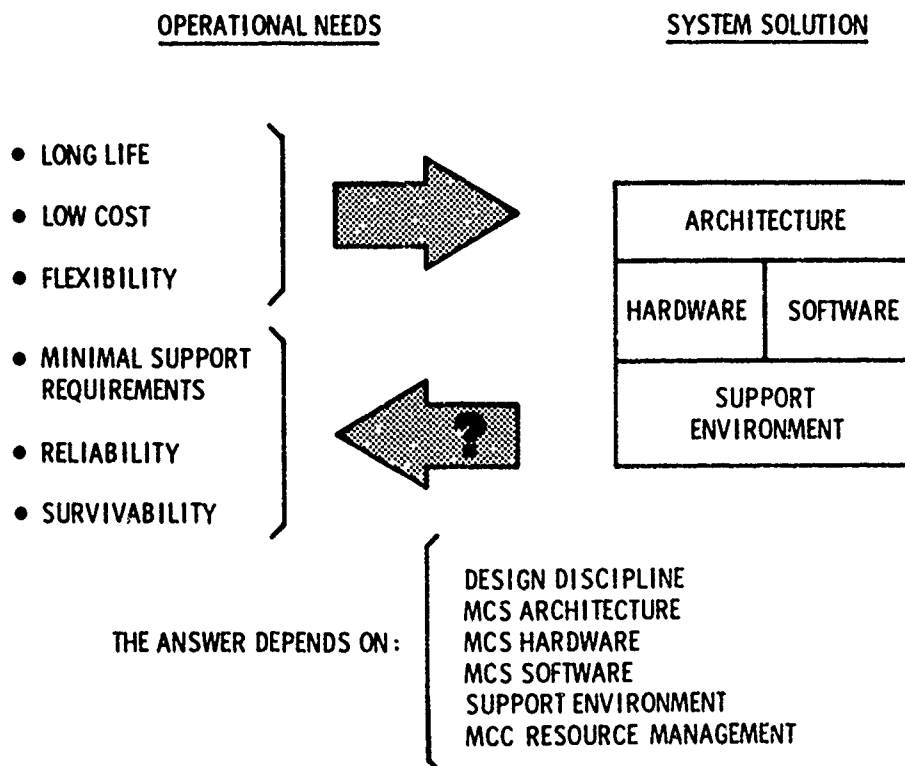 OPERATIONAL NEEDS
SYSTEM SOLUTION
• LONG LIFE
• LOW COST
• FLEXIBILITY
• MINIMAL SUPPORT
REQUIREMENTS
• RELIABILITY
• SURVIVABILITY
?
ARCHITECTURE
HARDWARE
SOFTWARE
SUPPORT
ENVIRONMENT
THE ANSWER DEPENDS ON:
DESIGN DISCIPLINE
MCS ARCHITECTURE
MCS HARDWARE
MCS SOFTWARE
SUPPORT ENVIRONMENT
MCC RESOURCE MANAGEMENT